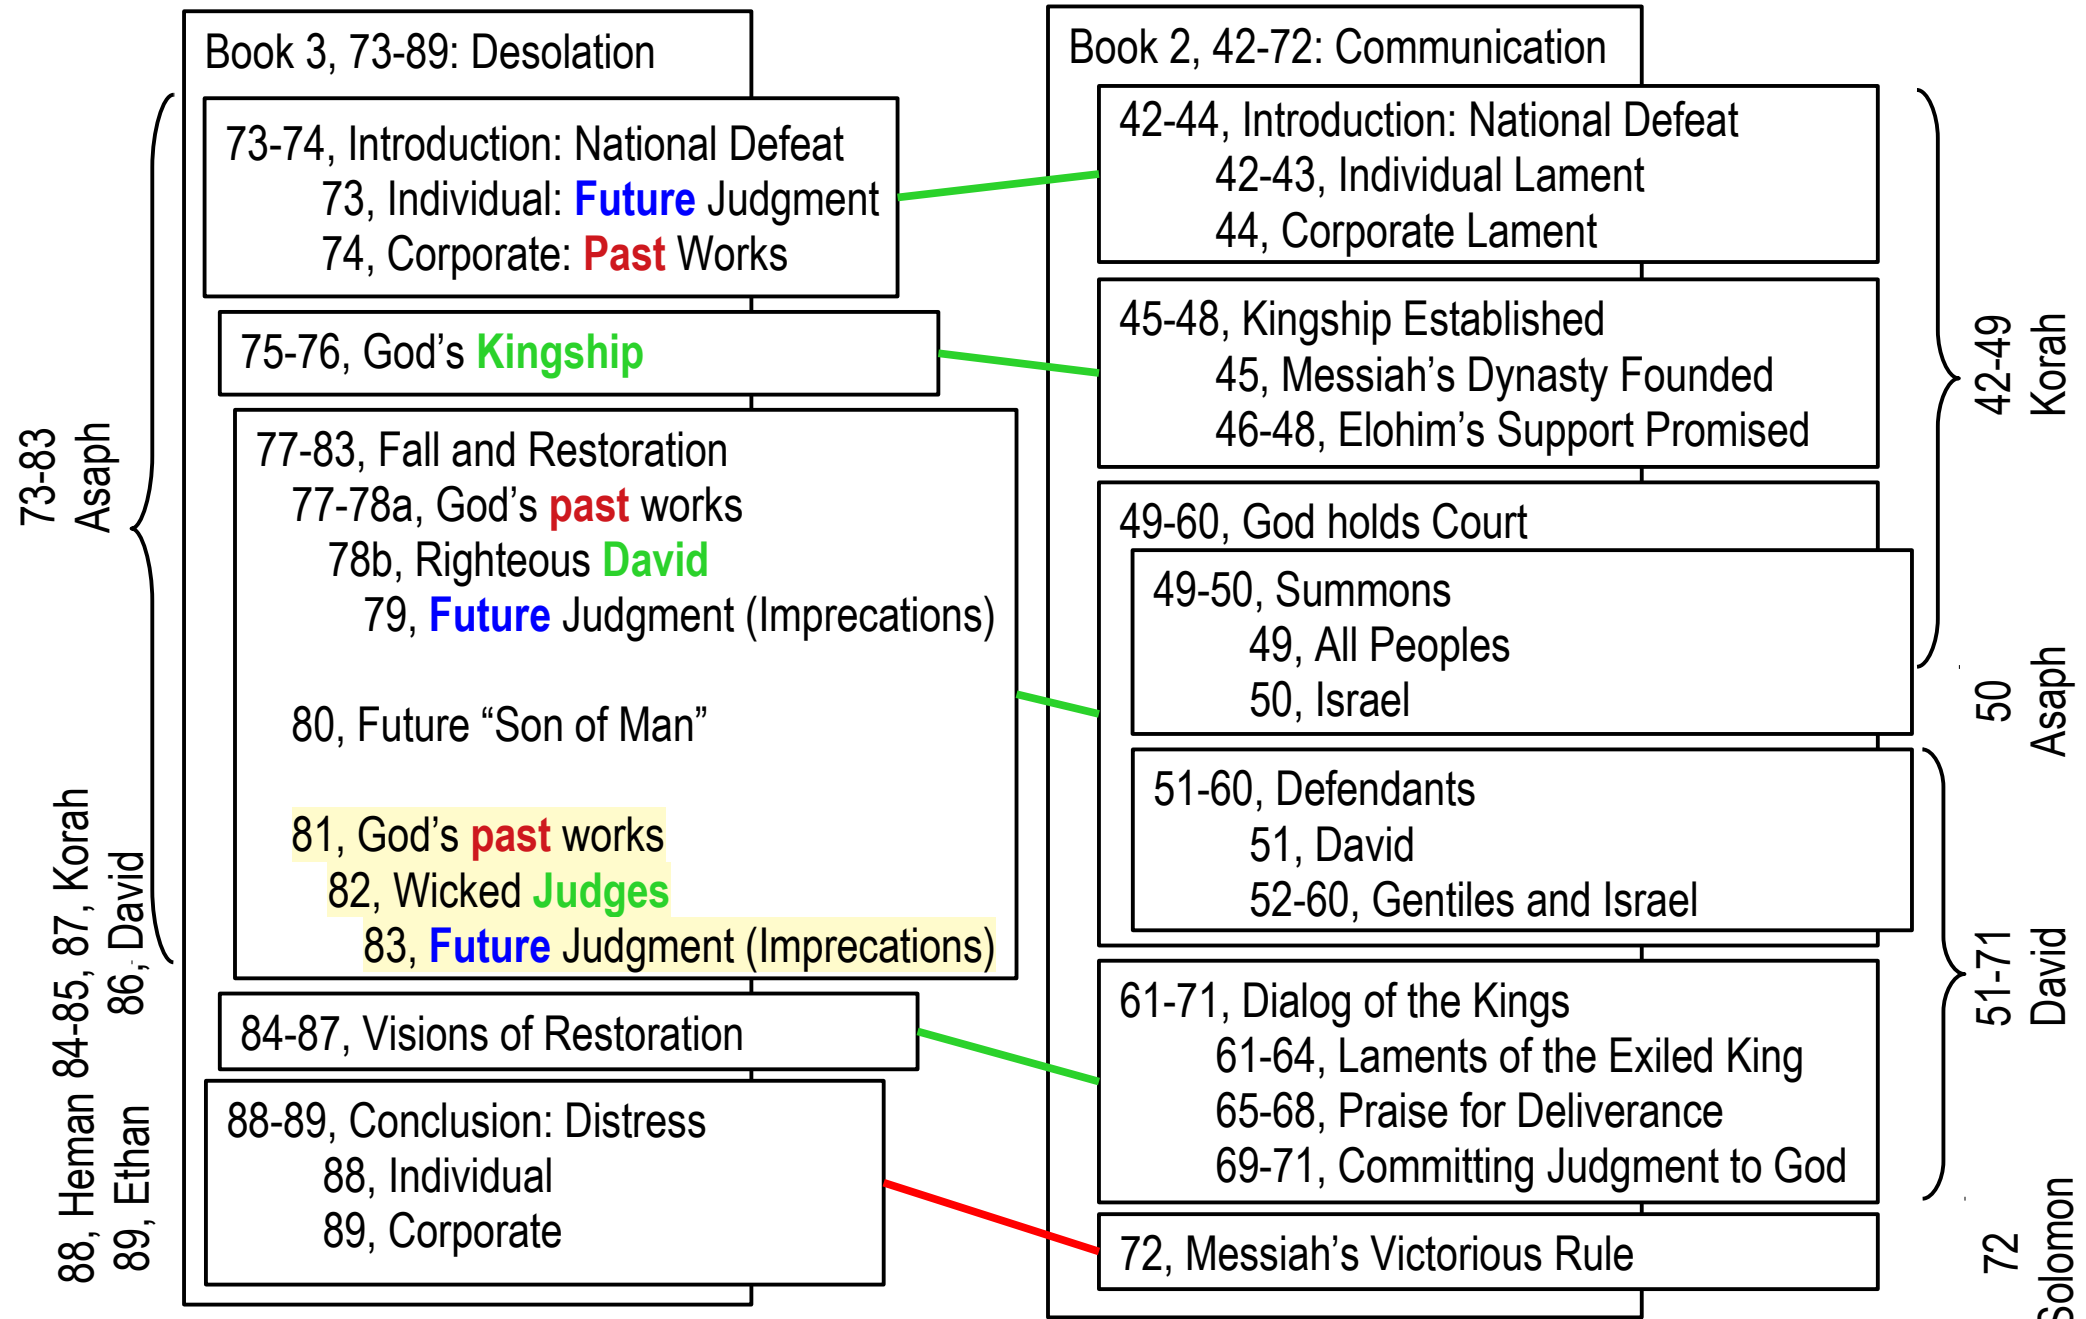 73-83
Asaph
84-85, 87, Korah
86, David
88, Heman
89, Ethan
Book 3, 73-89: Desolation
73-74, Introduction: National Defeat
73, Individual: Future Judgment
74, Corporate: Past Works
75-76, God’s Kingship
77-83, Fall and Restoration
77-78a, God’s past works
78b, Righteous David
79, Future Judgment (Imprecations)
80, Future “Son of Man”
81, God’s past works
82, Wicked Judges
83, Future Judgment (Imprecations)
84-87, Visions of Restoration
88-89, Conclusion: Distress
88, Individual
89, Corporate
Book 2, 42-72: Communication
42-44, Introduction: National Defeat
42-43, Individual Lament
44, Corporate Lament
45-48, Kingship Established
45, Messiah’s Dynasty Founded
46-48, Elohim’s Support Promised
49-60, God holds Court
49-50, Summons
49, All Peoples
50, Israel
51-60, Defendants
51, David
52-60, Gentiles and Israel
61-71, Dialog of the Kings
61-64, Laments of the Exiled King
65-68, Praise for Deliverance
69-71, Committing Judgment to God
72, Messiah’s Victorious Rule
42-49
Korah
50
Asaph
51-71
David
72
Solomon